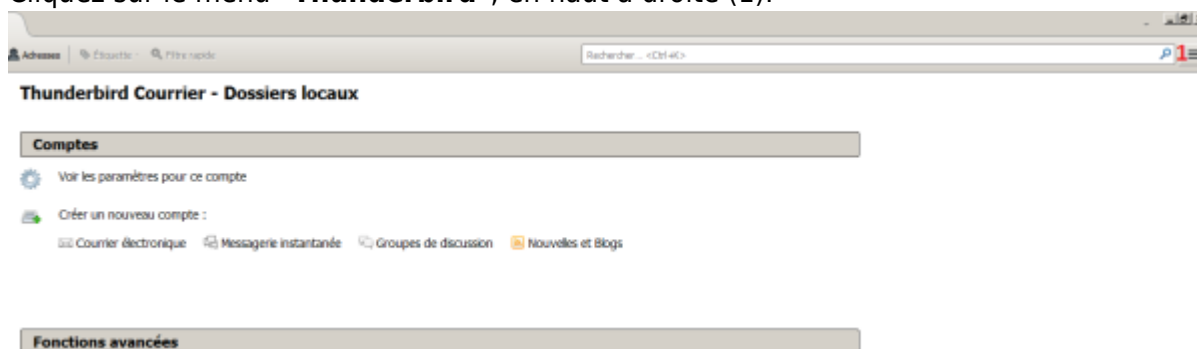 Cliquez sur le menu "Thunderbird", en haut à droite (1):
Adresses Étiquette Filtre rapide Rechercher... <Ctrl+K> 1
Thunderbird Courrier - Dossiers locaux
Comptes
Voir les paramètres pour ce compte
Créer un nouveau compte :
Courrier électronique Messagerie instantanée Groupes de discussion Nouvelles et Blogs
Fonctions avancées